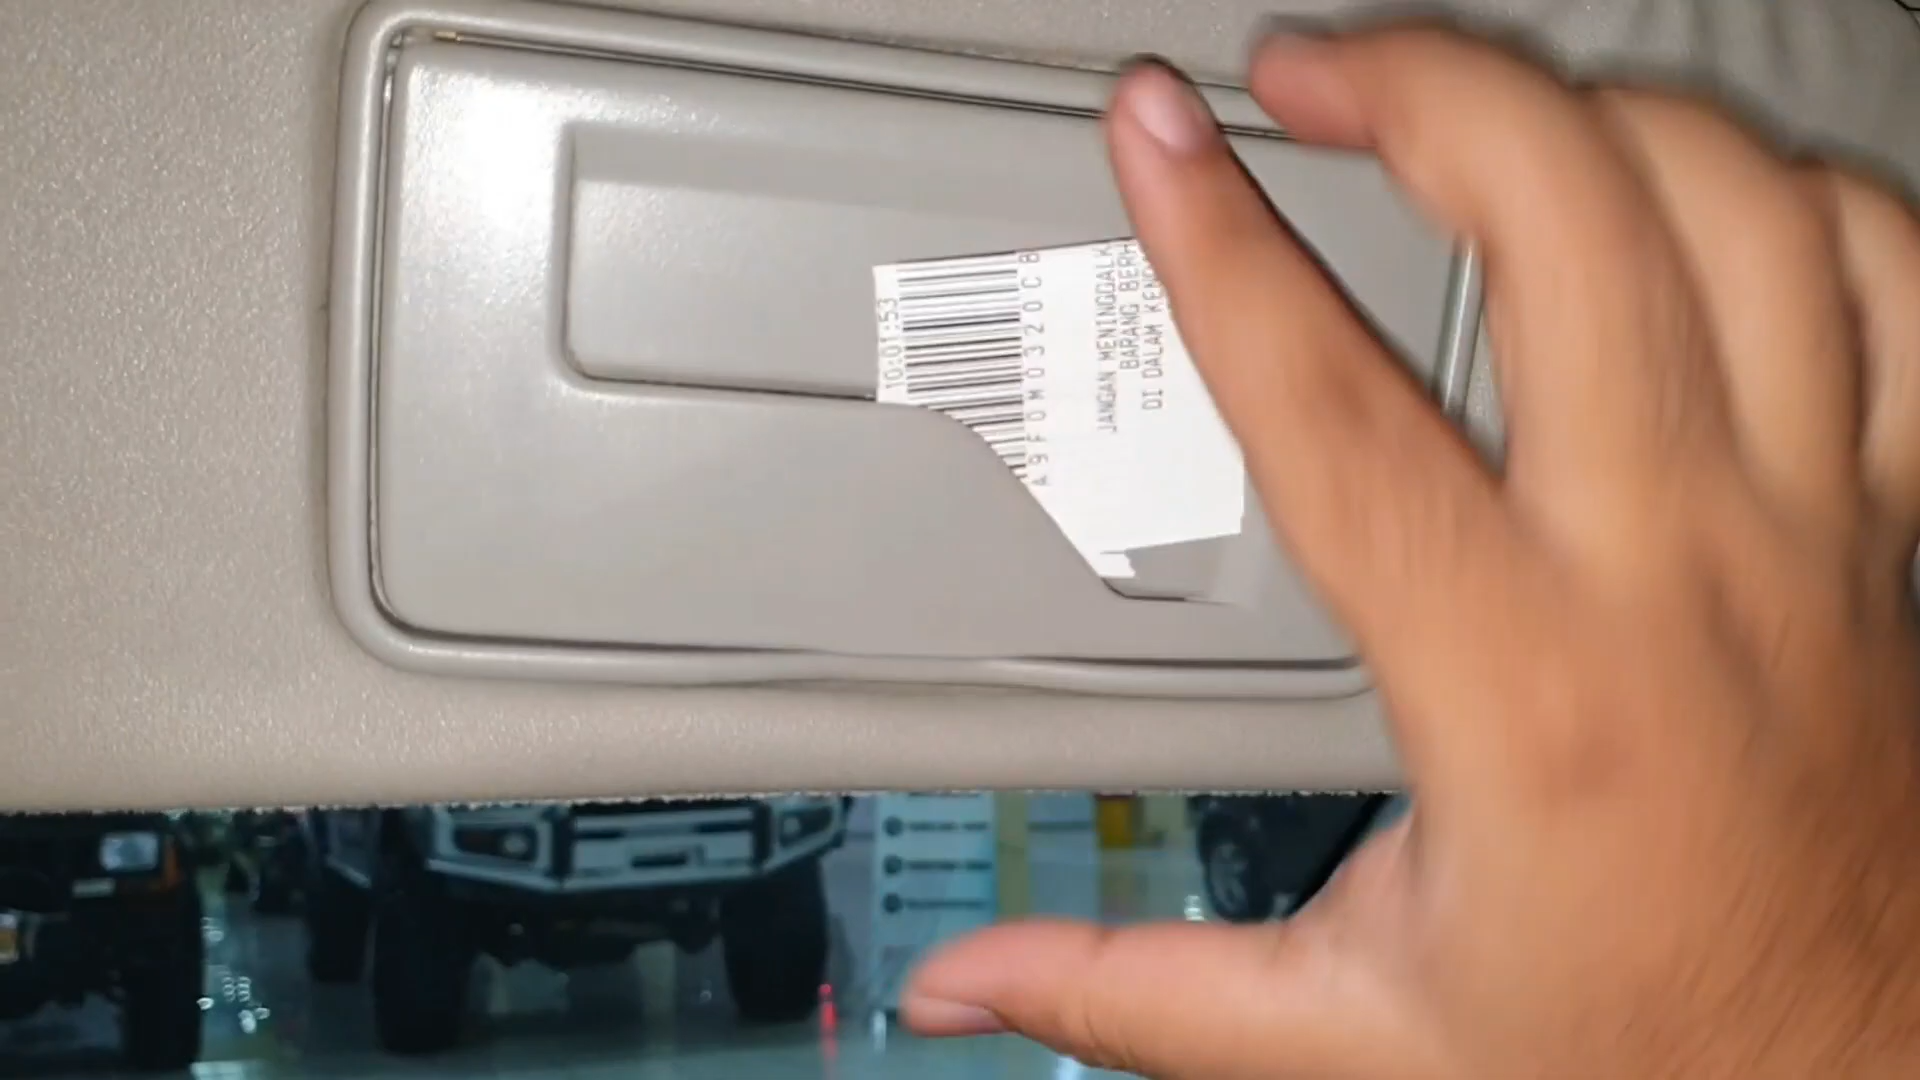 10:01:53
A9F0M0320CB
JANGAN MENINGGALK
BARANG BERH
DI DALAM KEN